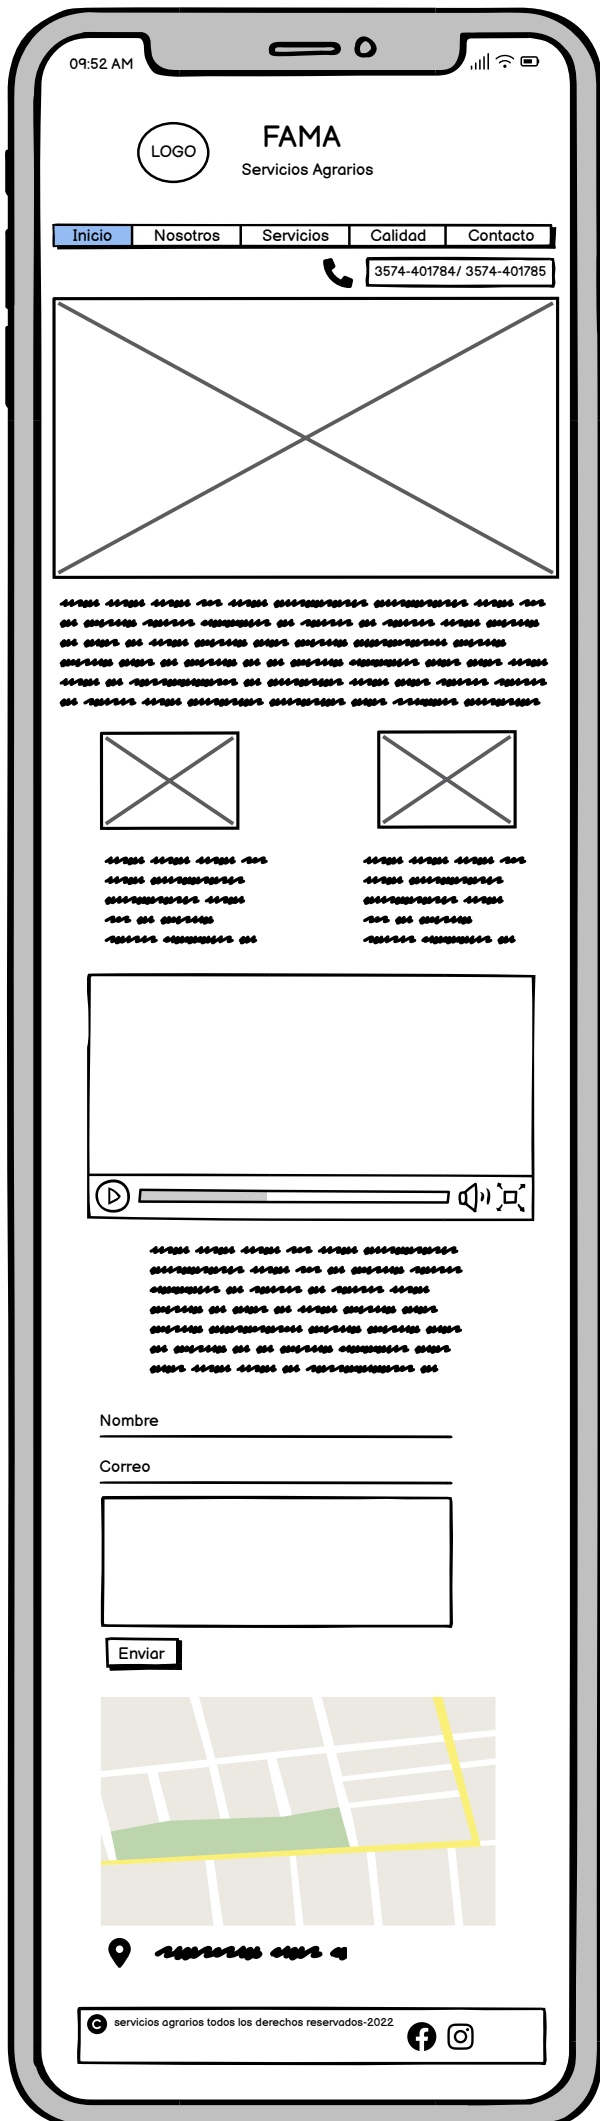 09:52 AM
LOGO
FAMA
Servicios Agrarios
Inicio Nosotros Servicios Calidad Contacto
3574-401784/ 3574-401785
Nombre
Correo
Enviar
servicios agrarios todos los derechos reservados-2022